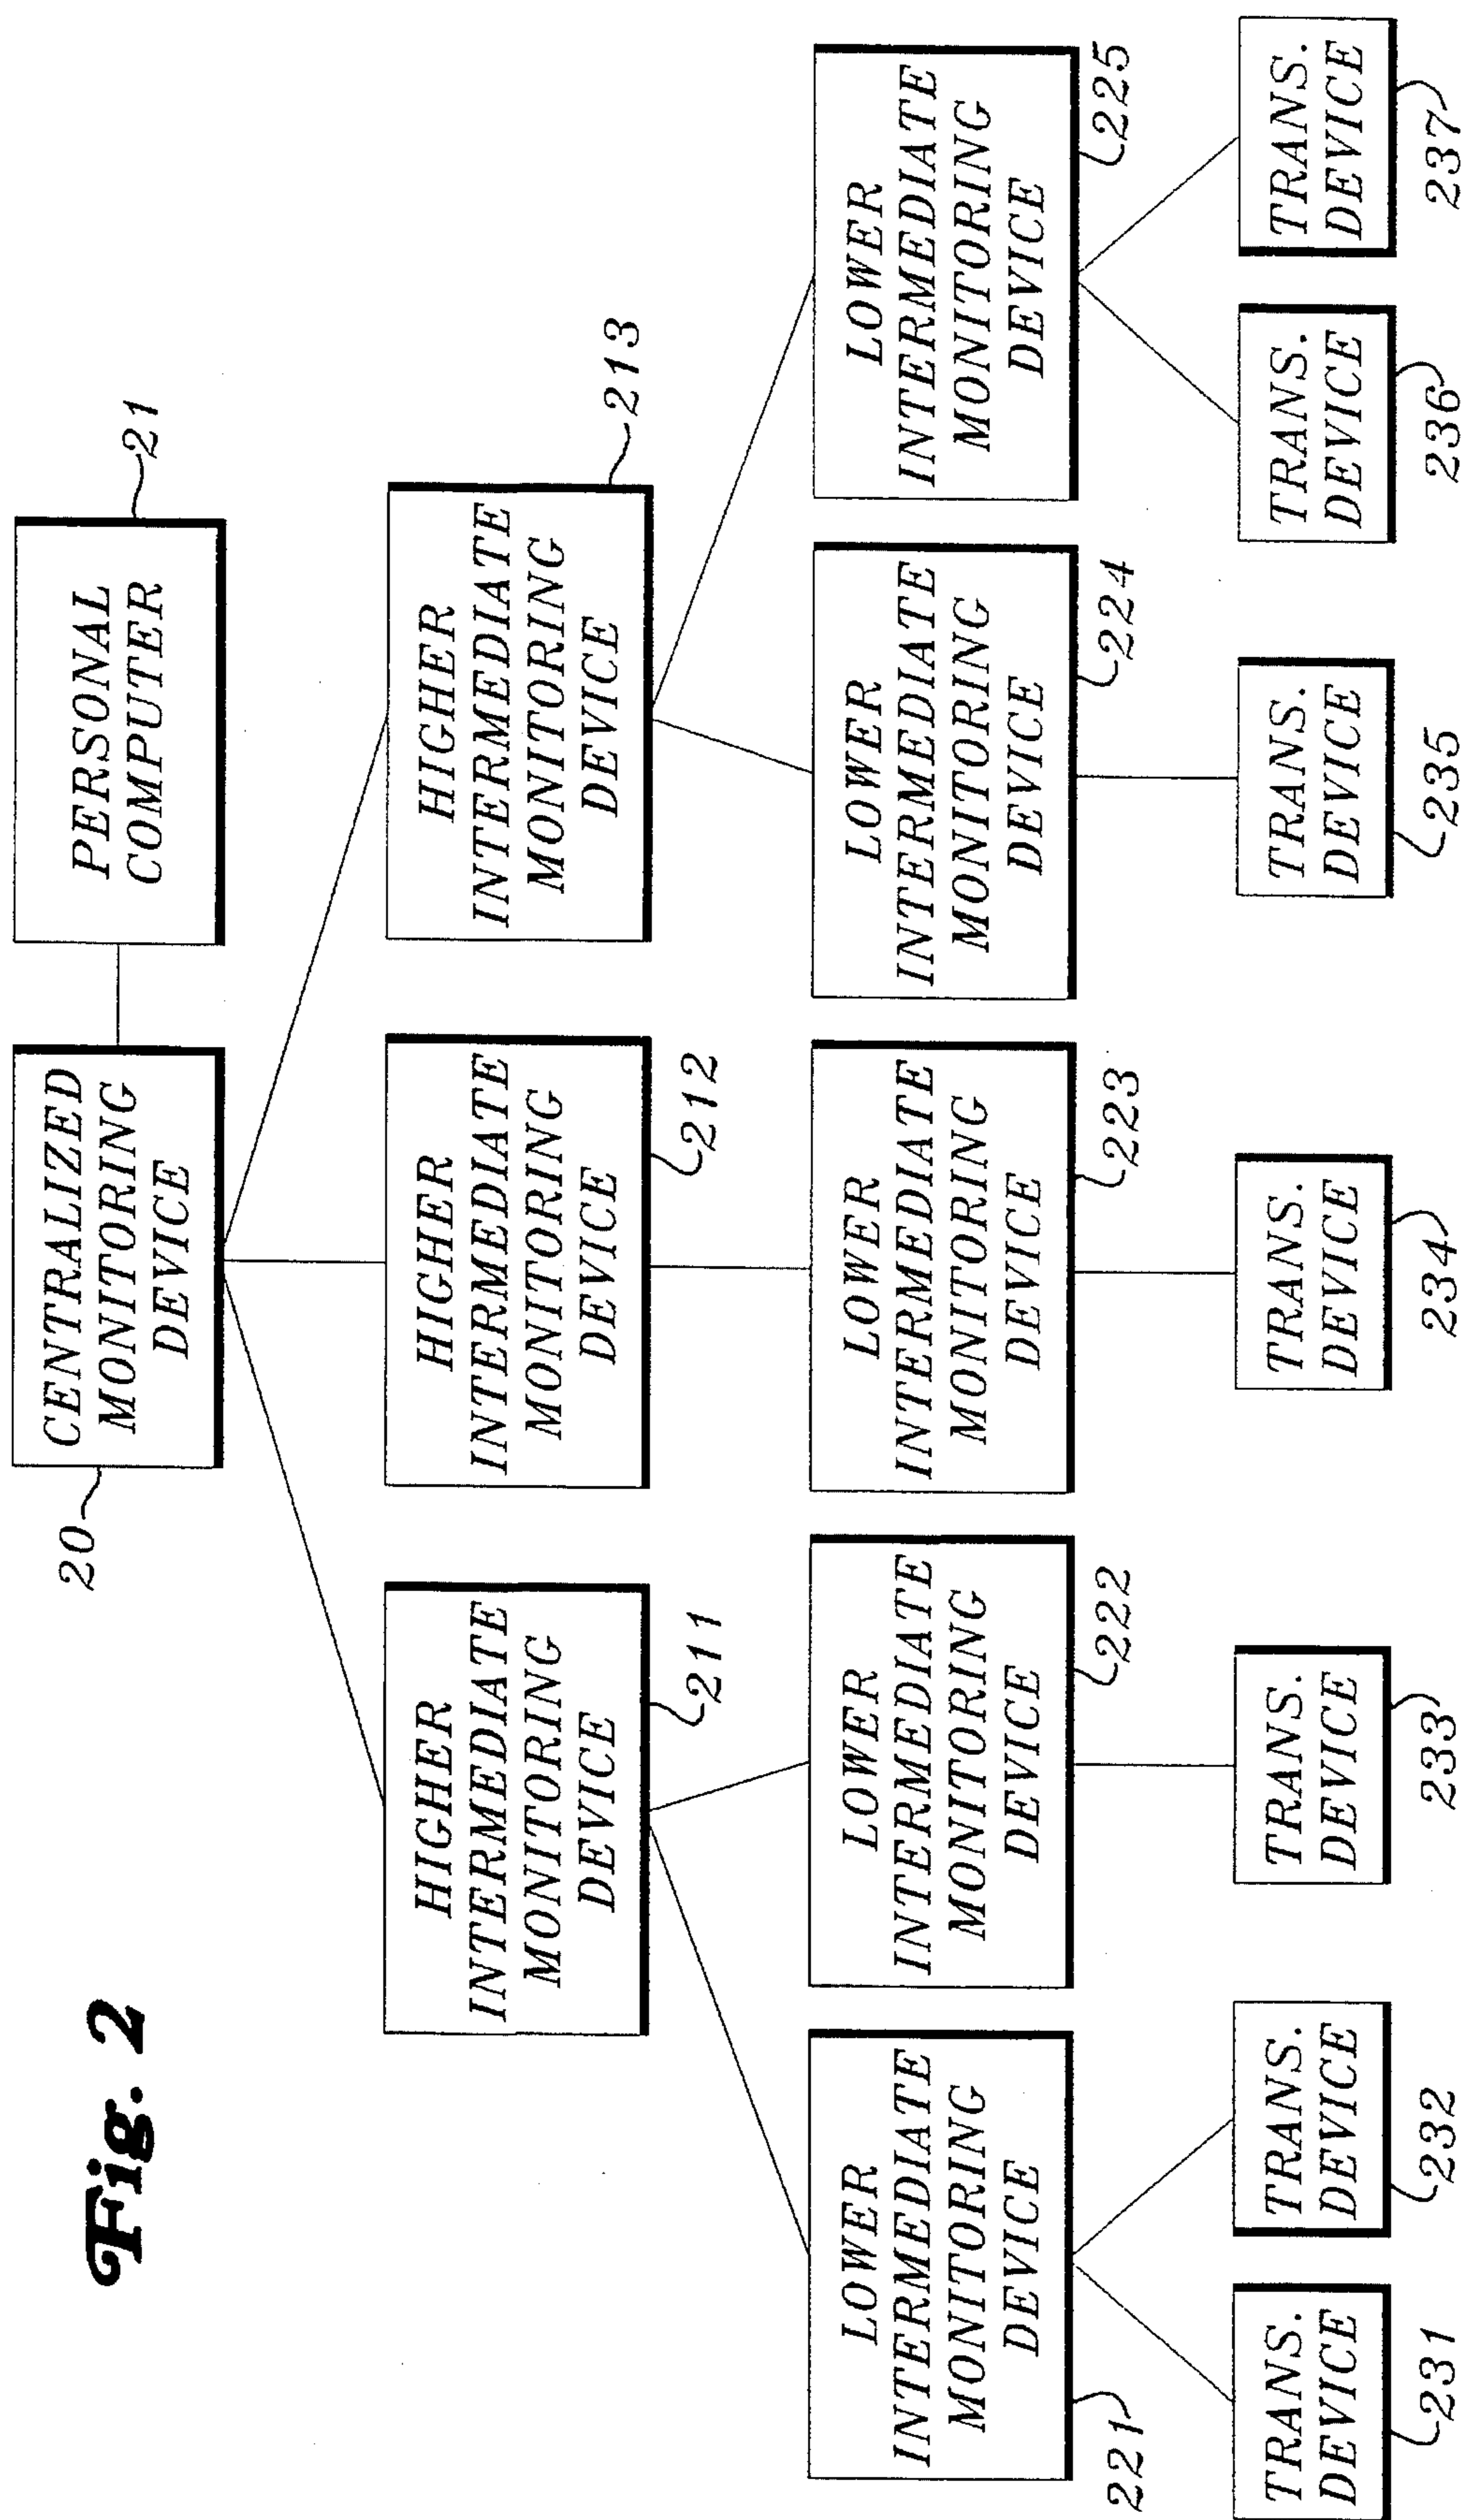 Fig. 2
20
CENTRALIZED
MONITORING
DEVICE
PERSONAL
COMPUTER
21
HIGHER
INTERMEDIATE
MONITORING
DEVICE
211
HIGHER
INTERMEDIATE
MONITORING
DEVICE
212
HIGHER
INTERMEDIATE
MONITORING
DEVICE
213
LOWER
INTERMEDIATE
MONITORING
DEVICE
221
LOWER
INTERMEDIATE
MONITORING
DEVICE
222
LOWER
INTERMEDIATE
MONITORING
DEVICE
223
LOWER
INTERMEDIATE
MONITORING
DEVICE
224
LOWER
INTERMEDIATE
MONITORING
DEVICE
225
TRANS.
DEVICE
231
TRANS.
DEVICE
232
TRANS.
DEVICE
233
TRANS.
DEVICE
234
TRANS.
DEVICE
235
TRANS.
DEVICE
236
TRANS.
DEVICE
237